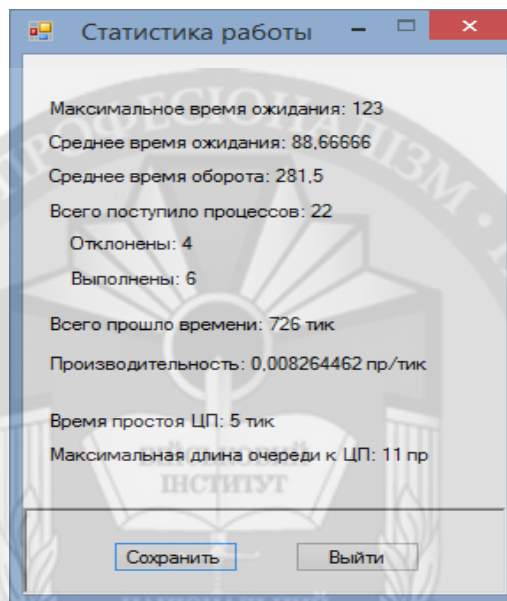 Статистика работы
Максимальное время ожидания: 123
Среднее время ожидания: 88,66666
Среднее время оборота: 281,5
Всего поступило процессов: 22
Отклонены: 4
Выполнены: 6
Всего прошло времени: 726 тик
Производительность: 0,008264462 пр/тик
Время простоя ЦП: 5 тик
Максимальная длина очереди к ЦП: 11 пр
ІНСТИТУТ
Сохранить
Выйти